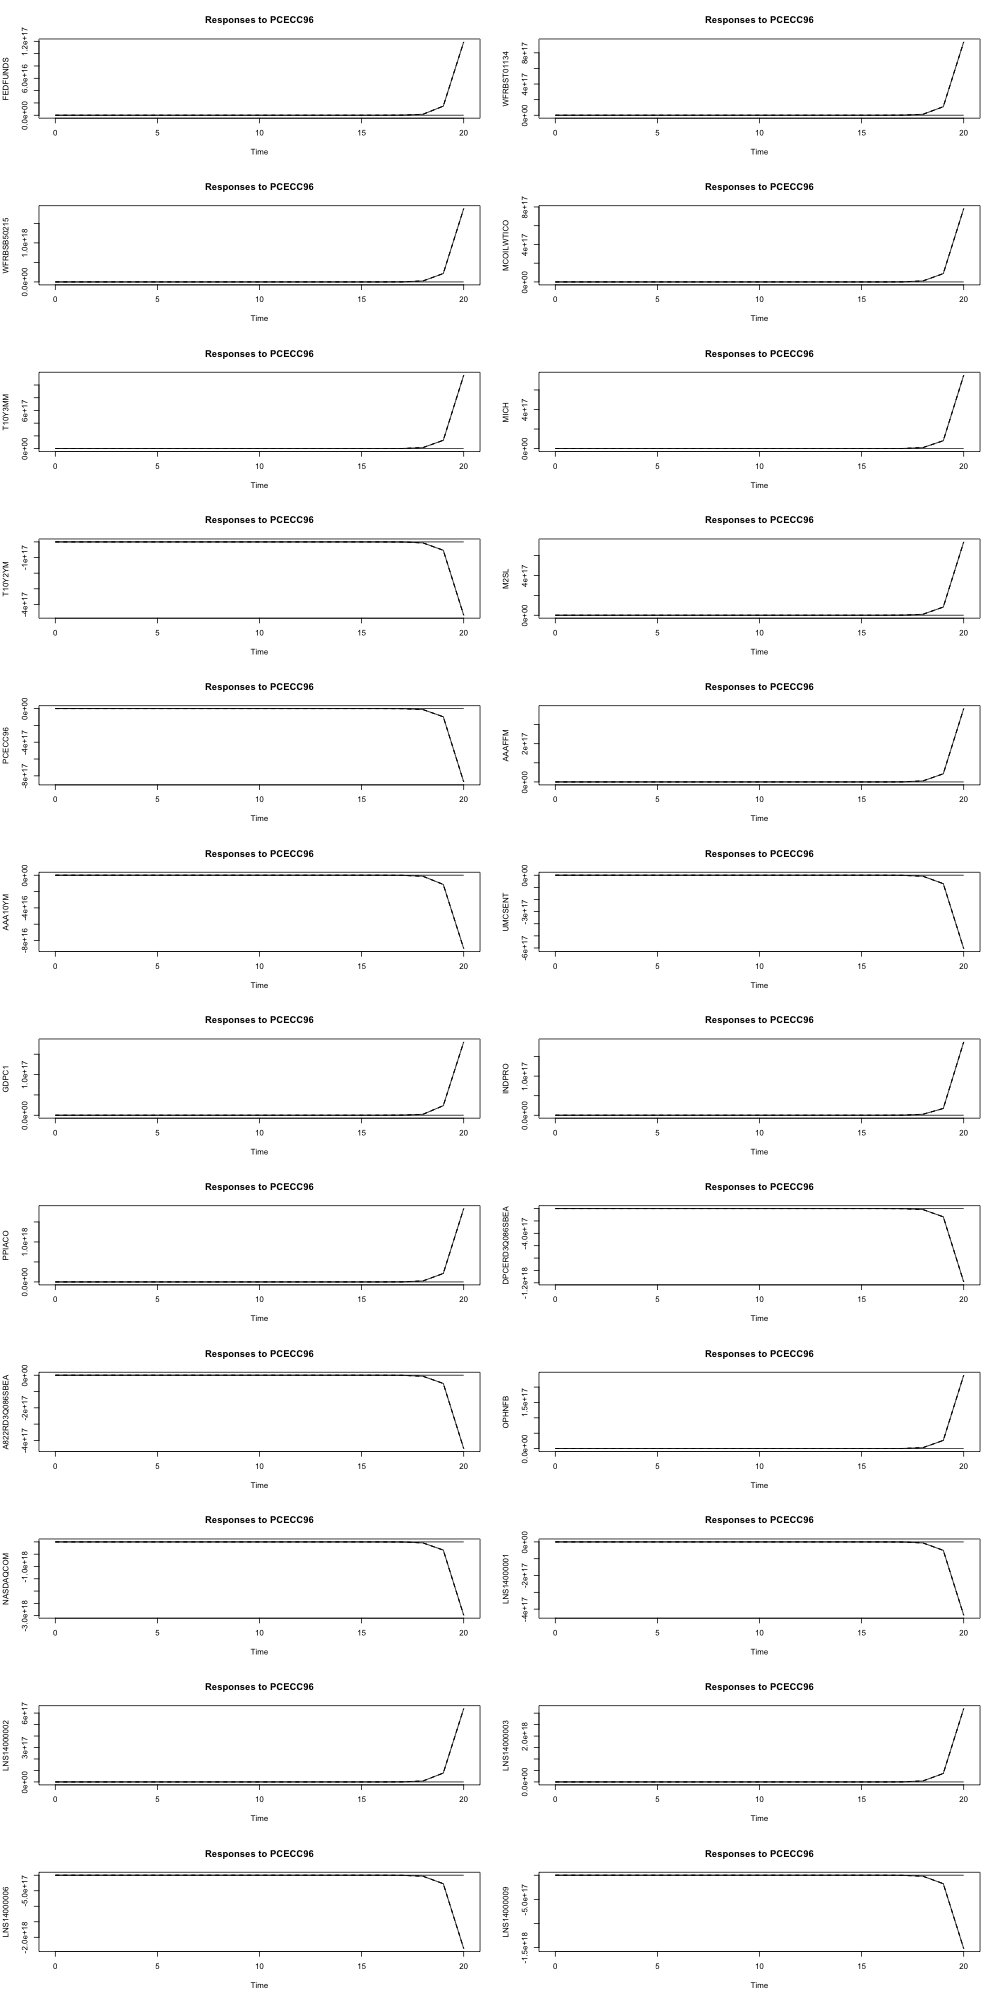 Responses to PCECC96 Responses to PCECC96
FEDFUNDS 0.0e+00 6.0e+16 1.2e+17 WFRBST01134 0e+00 4e+17 8e+17
0 5 10 15 20 0 5 10 15 20
Time Time
Responses to PCECC96 Responses to PCECC96
WFRBSB50215 0.0e+00 1.0e+18 MCOILWTICO 0e+00 4e+17 8e+17
0 5 10 15 20 0 5 10 15 20
Time Time
Responses to PCECC96 Responses to PCECC96
T10Y3MM 0e+00 6e+17 MICH 0e+00 4e+17
0 5 10 15 20 0 5 10 15 20
Time Time
Responses to PCECC96 Responses to PCECC96
T10Y2YM -4e+17 -1e+17 M2SL 0e+00 4e+17
0 5 10 15 20 0 5 10 15 20
Time Time
Responses to PCECC96 Responses to PCECC96
PCECC96 -8e+17 -4e+17 0e+00 AAAFFM 0e+00 2e+17
0 5 10 15 20 0 5 10 15 20
Time Time
Responses to PCECC96 Responses to PCECC96
AAA10YM -8e+16 -4e+16 0e+00 UMCSENT -6e+17 -3e+17 0e+00
0 5 10 15 20 0 5 10 15 20
Time Time
Responses to PCECC96 Responses to PCECC96
GDPC1 0.0e+00 1.0e+17 INDPRO 0.0e+00 1.0e+17
0 5 10 15 20 0 5 10 15 20
Time Time
Responses to PCECC96 Responses to PCECC96
PPIACO 0.0e+00 1.0e+18 DPCERD3Q086SBEA -1.2e+18 -4.0e+17
0 5 10 15 20 0 5 10 15 20
Time Time
Responses to PCECC96 Responses to PCECC96
A822RD3Q086SBEA -4e+17 -2e+17 0e+00 OPHNFB 0.0e+00 1.5e+17
0 5 10 15 20 0 5 10 15 20
Time Time
Responses to PCECC96 Responses to PCECC96
NASDAQCOM -3.0e+18 -1.0e+18 LNS14000001 -4e+17 -2e+17 0e+00
0 5 10 15 20 0 5 10 15 20
Time Time
Responses to PCECC96 Responses to PCECC96
LNS14000002 0e+00 3e+17 6e+17 LNS14000003 0.0e+00 2.0e+18
0 5 10 15 20 0 5 10 15 20
Time Time
Responses to PCECC96 Responses to PCECC96
LNS14000006 -2.0e+18 -5.0e+17 LNS14000009 -1.5e+18 -5.0e+17
0 5 10 15 20 0 5 10 15 20
Time Time